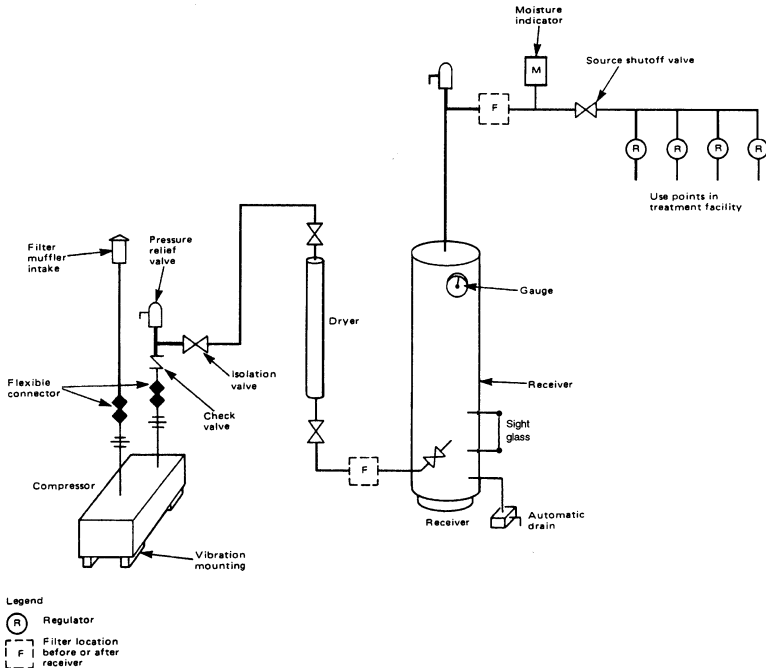 Moisture
indicator
M
Source shutoff valve
F
R
R
R
R
Use points in
treatment facility
Filter
muffler
intake
Pressure
relief
valve
Gauge
Dryer
Isolation
valve
Receiver
Flexible
connector
Check
valve
Sight
glass
Compressor
F
Receiver
Automatic
drain
Vibration
mounting
Legend
R
Regulator
F
Filter location
before or after
receiver